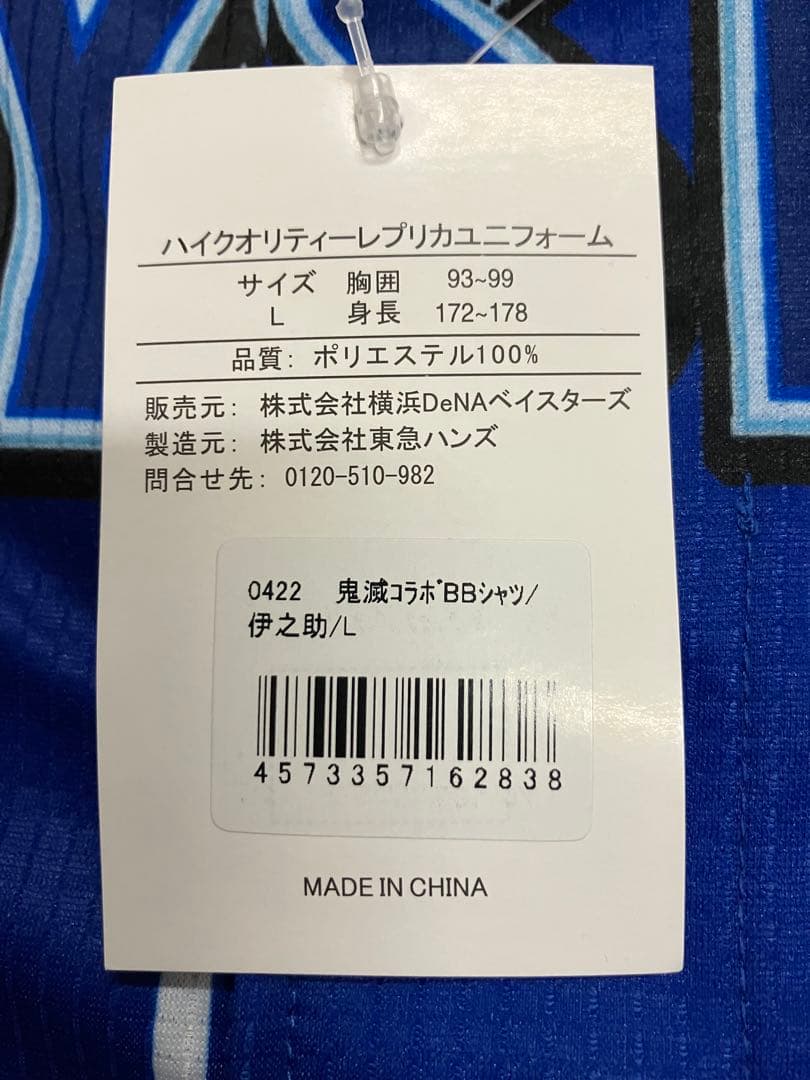 ハイクオリティーレプリカユニフォーム
サイズ 胸囲 93~99
L 身長 172~178
品質: ポリエステル100%
販売元: 株式会社横浜DeNAベイスターズ
製造元: 株式会社東急ハンズ
問合せ先: 0120-510-982
0422 鬼滅ｺﾗﾎﾞBBｼｬﾂ/
伊之助/L
4573357162838
MADE IN CHINA